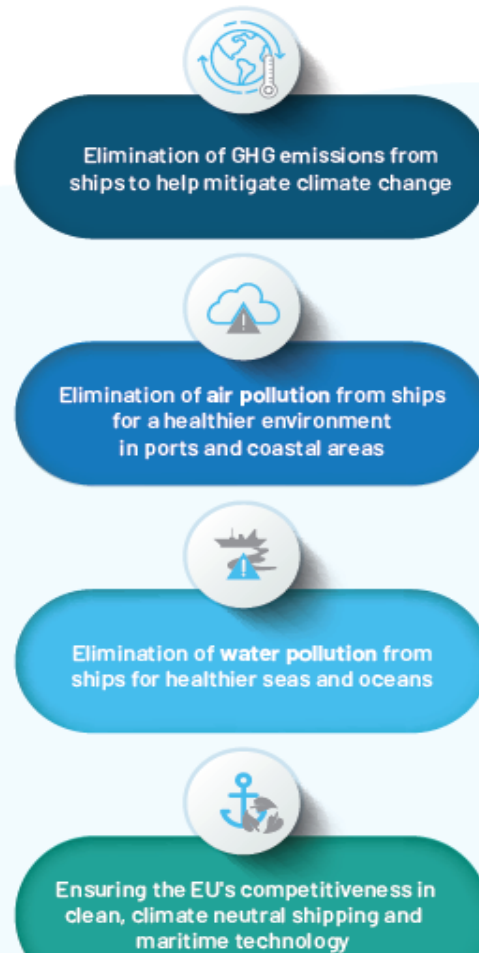 Elimination of GHG emissions from
ships to help mitigate climate change
Elimination of air pollution from ships
for a healthier environment
in ports and coastal areas
Elimination of water pollution from
ships for healthier seas and oceans
Ensuring the EU's competitiveness in
clean, climate neutral shipping and
maritime technology